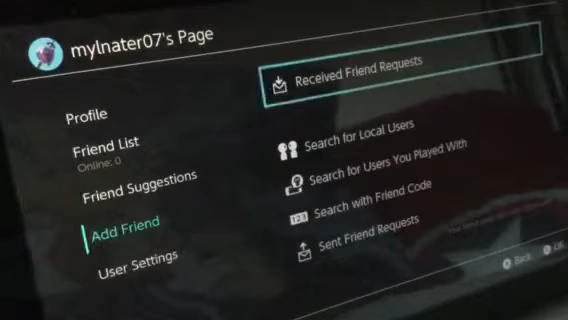 mylnater07's Page
Profile
Friend List
Online: 0
Friend Suggestions
Add Friend
User Settings
Received Friend Requests
Search for Local Users
Search for Users You Played With
123 Search with Friend Code
Sent Friend Requests
Back
OK